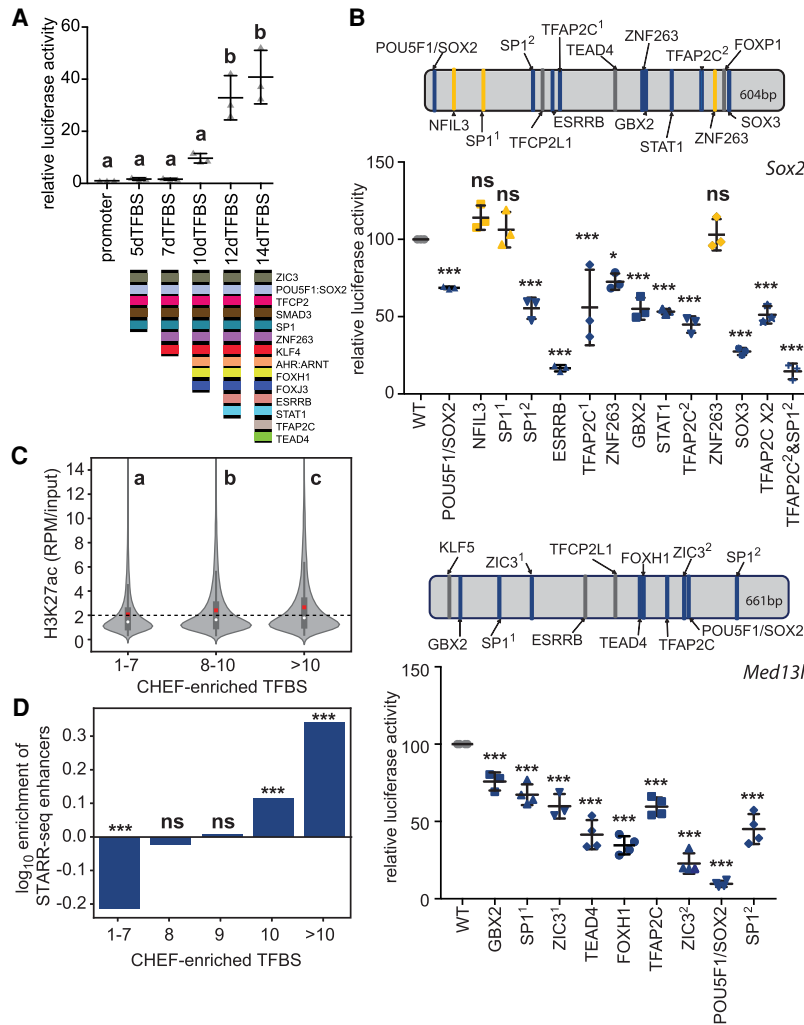 A
relative luciferase activity
60
40
20
0
a
a
a
a
b
b
promoter
5dTFBS
7dTFBS
10dTFBS
12dTFBS
14dTFBS
ZIC3
POU5F1:SOX2
TFCP2
SMAD3
SP1
ZNF263
KLF4
AHR:ARNT
FOXH1
FOXJ3
ESRRB
STAT1
TFAP2C
TEAD4
B
POU5F1/SOX2
SP1²
TFAP2C¹
TEAD4
ZNF263
TFAP2C²
FOXP1
604bp
NFIL3
SP1¹
TFCP2L1
ESRRB
GBX2
STAT1
ZNF263
SOX3
Sox2
relative luciferase activity
150
100
50
0
***
ns
ns
***
***
***
*
***
***
***
ns
***
***
***
WT
POU5F1/SOX2
NFIL3
SP1¹
SP1²
ESRRB
TFAP2C¹
ZNF263
GBX2
STAT1
TFAP2C²
ZNF263
SOX3
TFAP2C X2
TFAP2C²&SP1²
KLF5
ZIC3¹
TFCP2L1
FOXH1
ZIC3²
SP1²
661bp
GBX2
SP1¹
ESRRB
TEAD4
TFAP2C
POU5F1/SOX2
Med13l
relative luciferase activity
150
100
50
0
***
***
***
***
***
***
***
***
***
WT
GBX2
SP1¹
ZIC3¹
TEAD4
FOXH1
TFAP2C
ZIC3²
POU5F1/SOX2
SP1²
C
H3K27ac (RPM/input)
14
12
10
8
6
4
2
0
a
b
c
1-7
8-10
>10
CHEF-enriched TFBS
D
log₁₀ enrichment of
STARR-seq enhancers
0.3
0.2
0.1
0.0
-0.1
-0.2
***
ns
ns
***
***
1-7
8
9
10
>10
CHEF-enriched TFBS